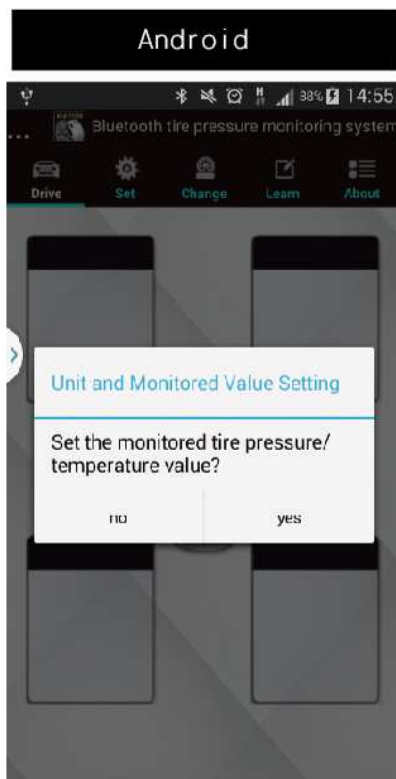 Android
38% 14:55
... Bluetooth tire pressure monitoring system
Drive Set Change Learn About
Unit and Monitored Value Setting
Set the monitored tire pressure/
temperature value?
no yes